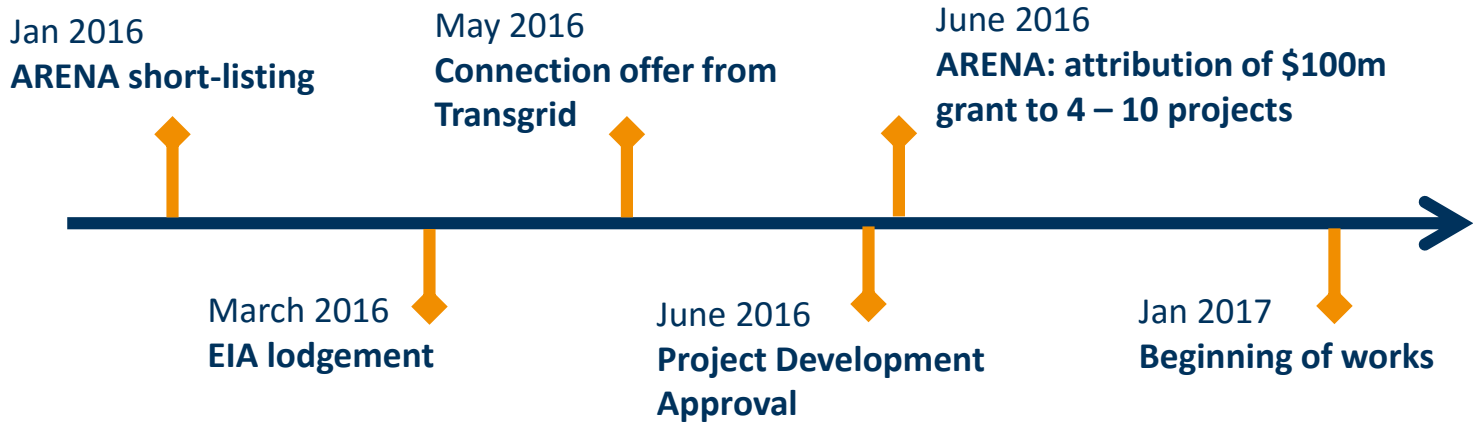 Jan 2016
ARENA short-listing
March 2016
EIA lodgement
May 2016
Connection offer from
Transgrid
June 2016
Project Development
Approval
June 2016
ARENA: attribution of $100m
grant to 4 – 10 projects
Jan 2017
Beginning of works